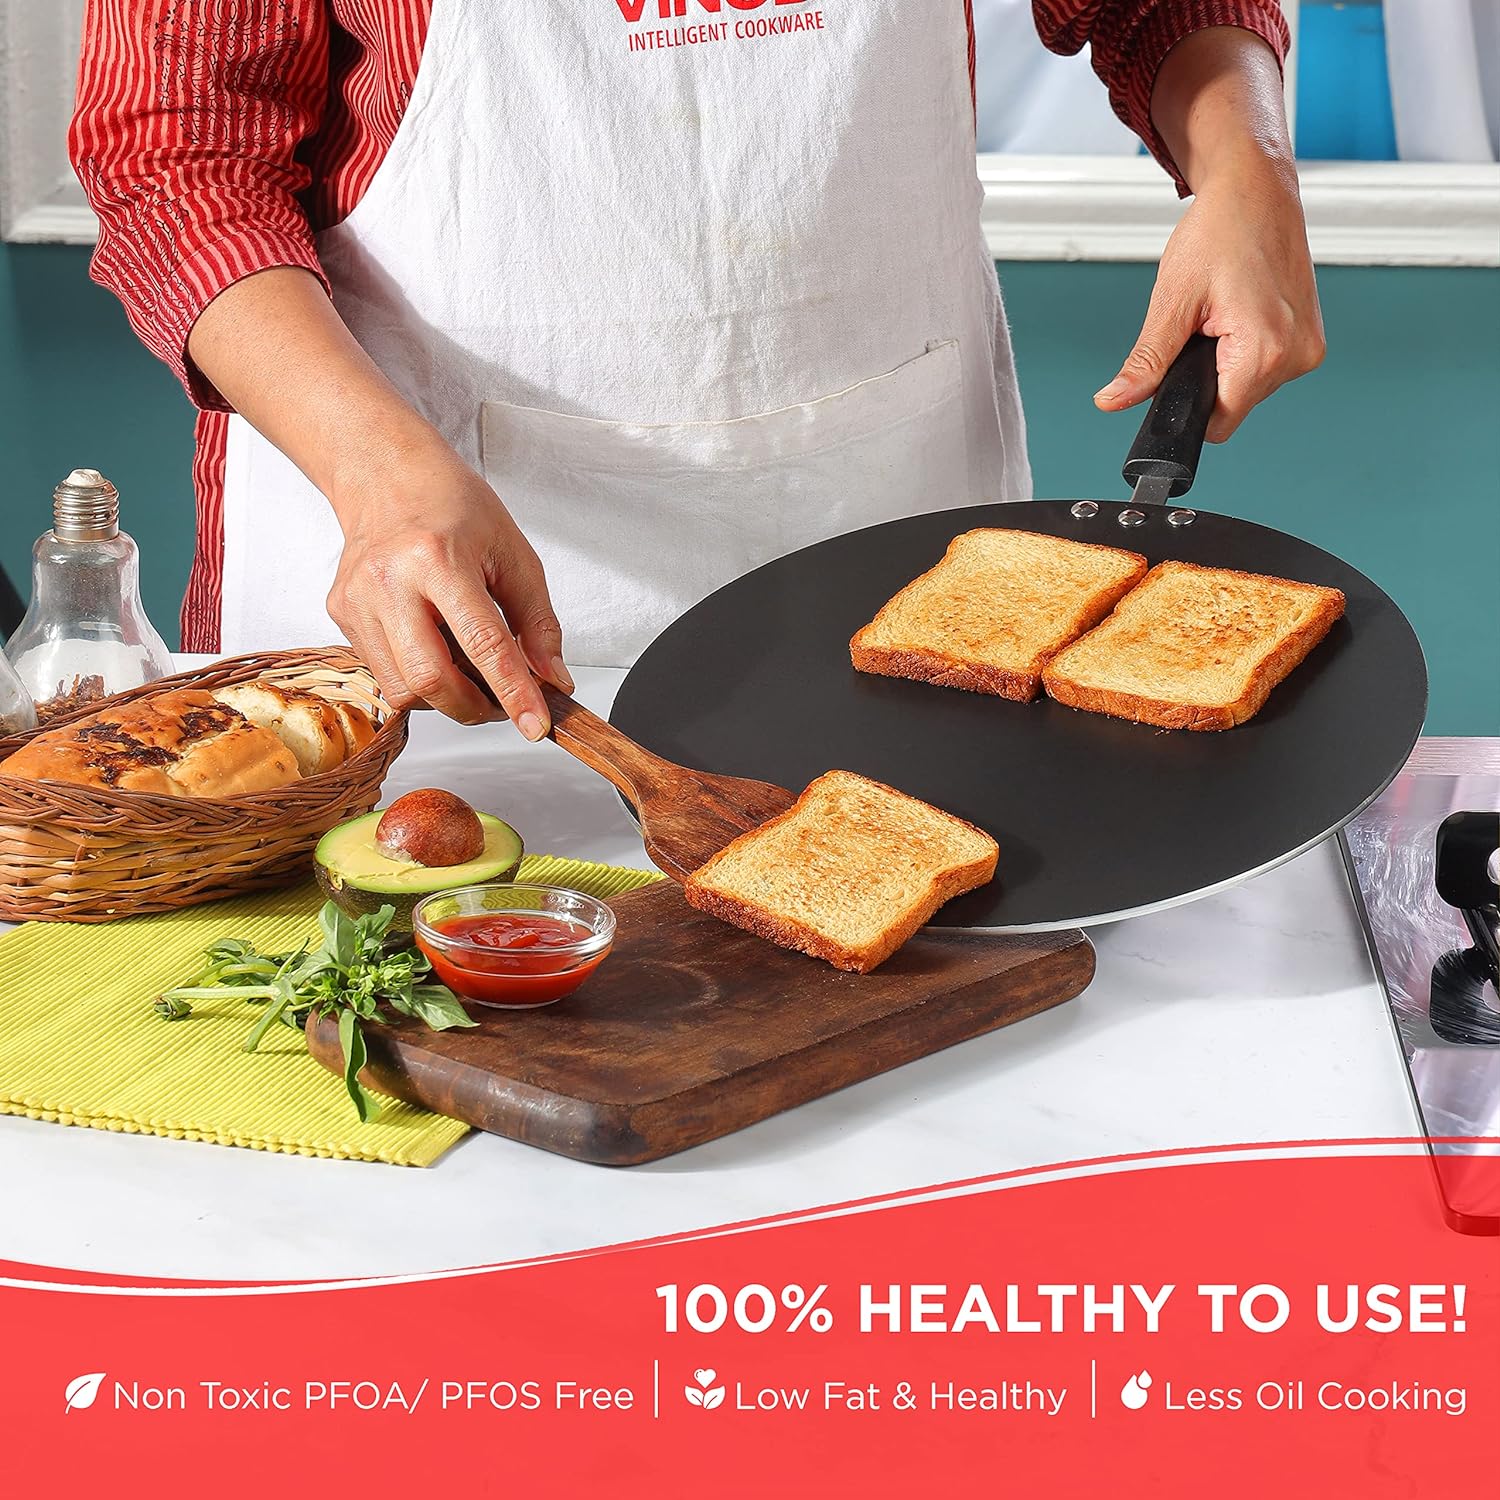 INTELLIGENT COOKWARE
100% HEALTHY TO USE!
Non Toxic PFOA/ PFOS Free
Low Fat & Healthy
Less Oil Cooking